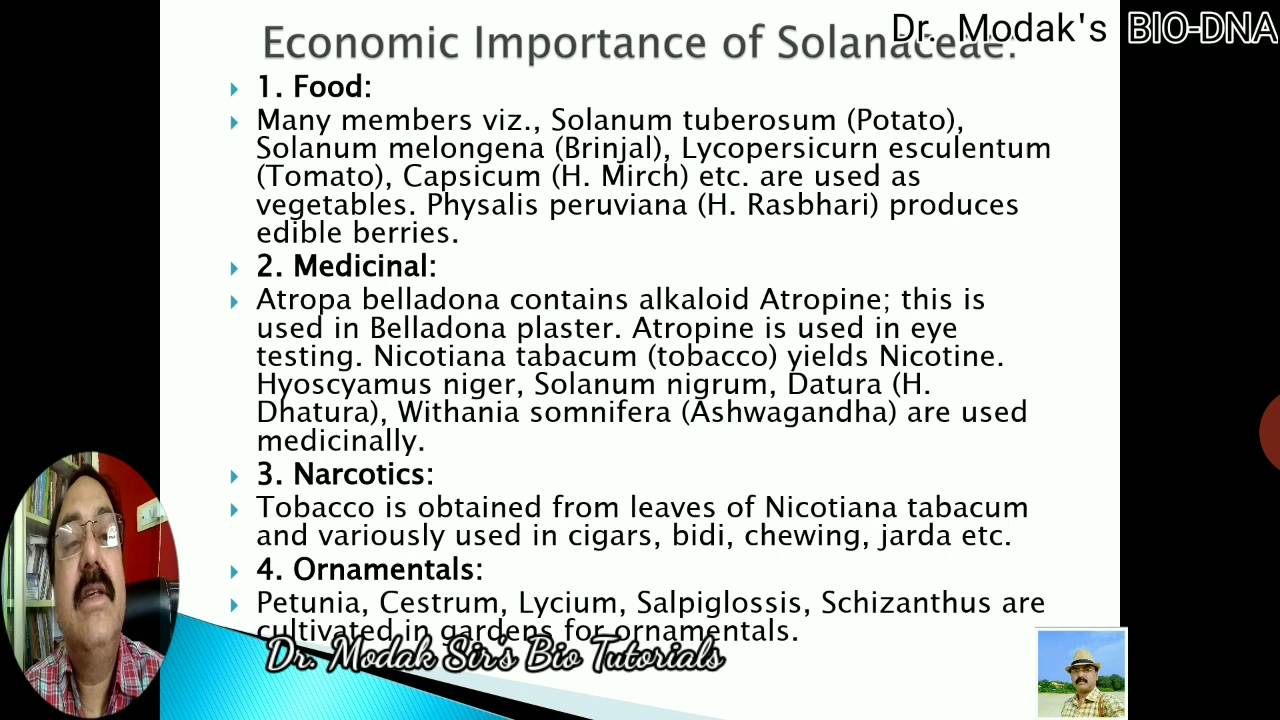 Economic Importance of Solanaceae:
Dr. Modak's BIO-DNA
1. Food:
Many members viz., Solanum tuberosum (Potato),
Solanum melongena (Brinjal), Lycopersicurn esculentum
(Tomato), Capsicum (H. Mirch) etc. are used as
vegetables. Physalis peruviana (H. Rasbhari) produces
edible berries.
2. Medicinal:
Atropa belladona contains alkaloid Atropine; this is
used in Belladona plaster. Atropine is used in eye
testing. Nicotiana tabacum (tobacco) yields Nicotine.
Hyoscyamus niger, Solanum nigrum, Datura (H.
Dhatura), Withania somnifera (Ashwagandha) are used
medicinally.
3. Narcotics:
Tobacco is obtained from leaves of Nicotiana tabacum
and variously used in cigars, bidi, chewing, jarda etc.
4. Ornamentals:
Petunia, Cestrum, Lycium, Salpiglossis, Schizanthus are
cultivated in gardens for ornamentals.
Dr. Modak Sir's Bio Tutorials